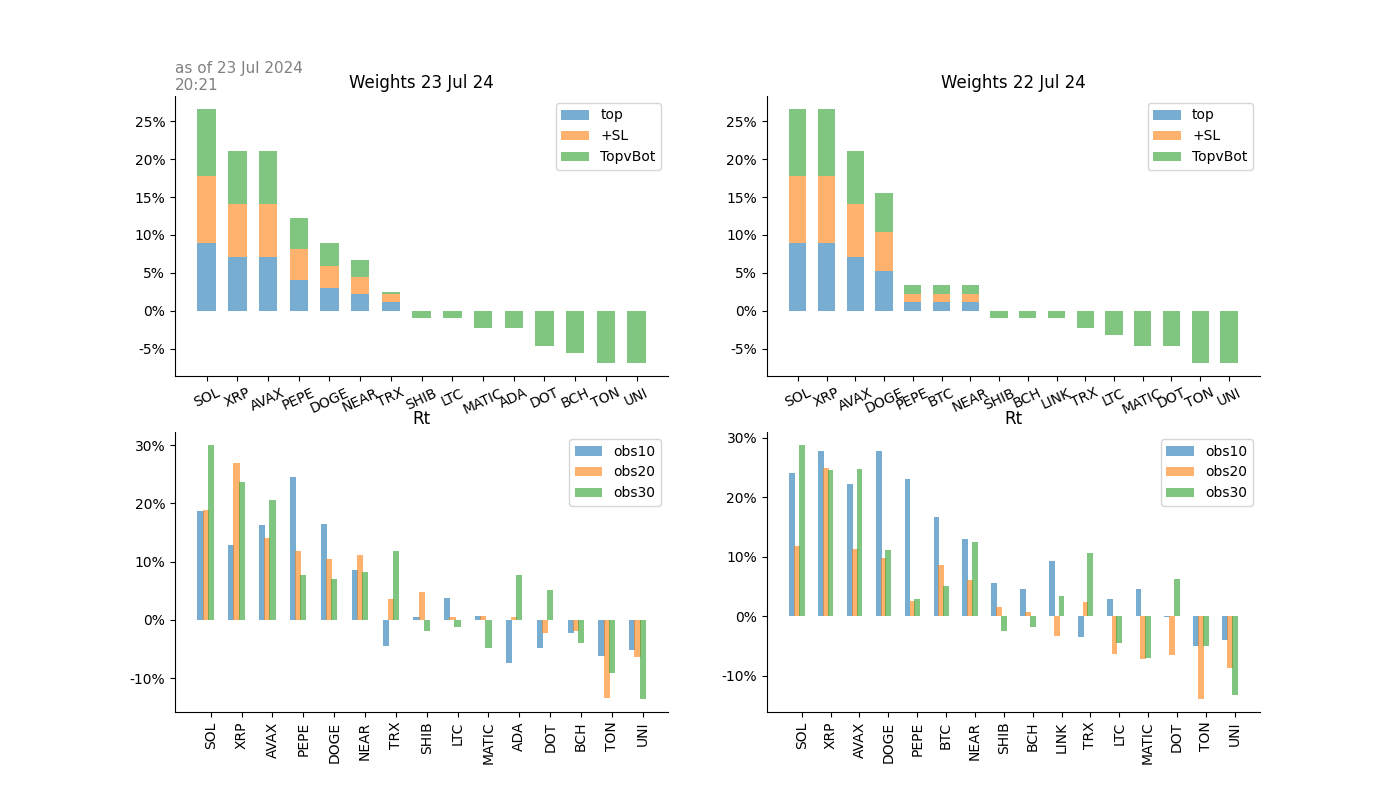 as of 23 Jul 2024
20:21
Weights 23 Jul 24
25%
20%
15%
10%
5%
0%
-5%
top
+SL
TopvBot
SOL XRP AVAX PEPE DOGE NEAR TRX SHIB LTC MATIC ADA DOT BCH TON UNI
Weights 22 Jul 24
25%
20%
15%
10%
5%
0%
-5%
top
+SL
TopvBot
SOL XRP AVAX DOGE PEPE BTC NEAR SHIB BCH LINK TRX LTC MATIC DOT TON UNI
Rt
30%
20%
10%
0%
-10%
obs10
obs20
obs30
SOL XRP AVAX PEPE DOGE NEAR TRX SHIB LTC MATIC ADA DOT BCH TON UNI
Rt
30%
20%
10%
0%
-10%
obs10
obs20
obs30
SOL XRP AVAX DOGE PEPE BTC NEAR SHIB BCH LINK TRX LTC MATIC DOT TON UNI